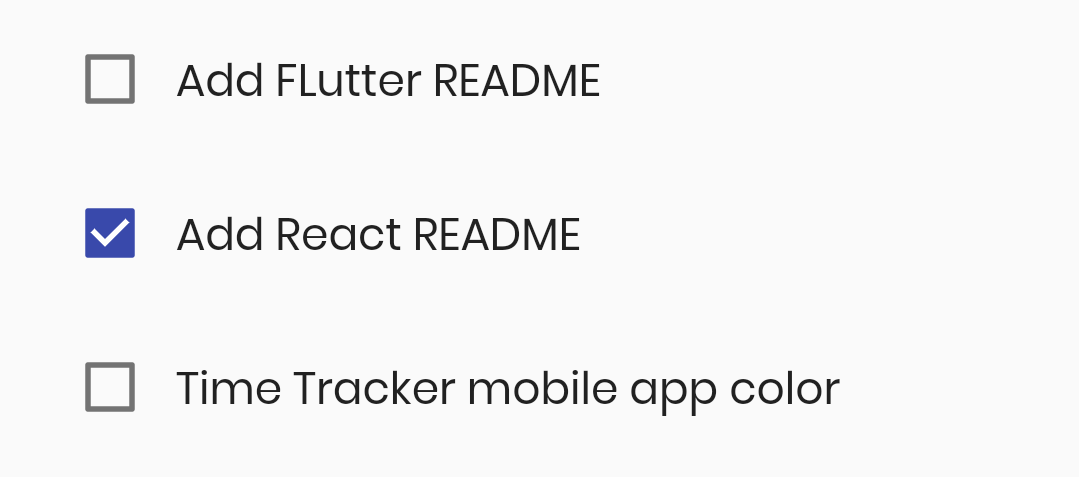 Add FLutter README
Add React README
Time Tracker mobile app color